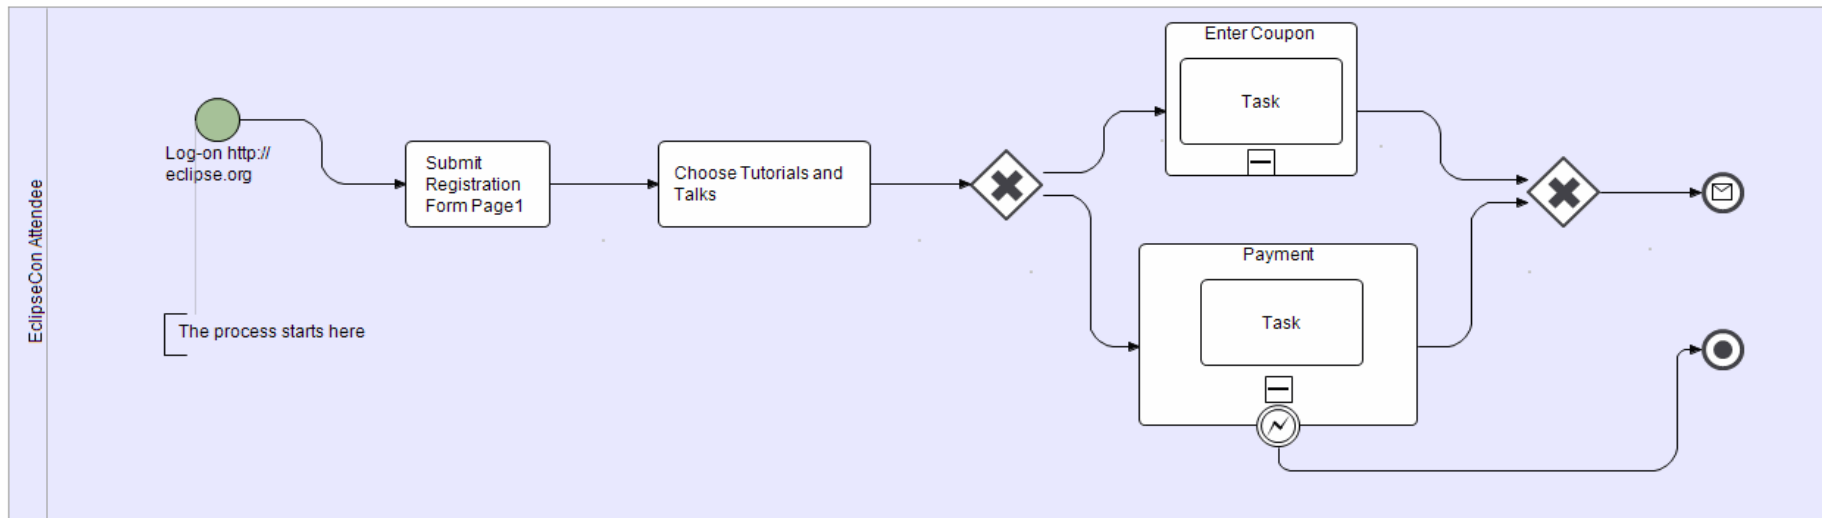 EclipseCon Attendee
Log-on http://
eclipse.org
The process starts here
Submit
Registration
Form Page1
Choose Tutorials and
Talks
Enter Coupon
Task
Payment
Task